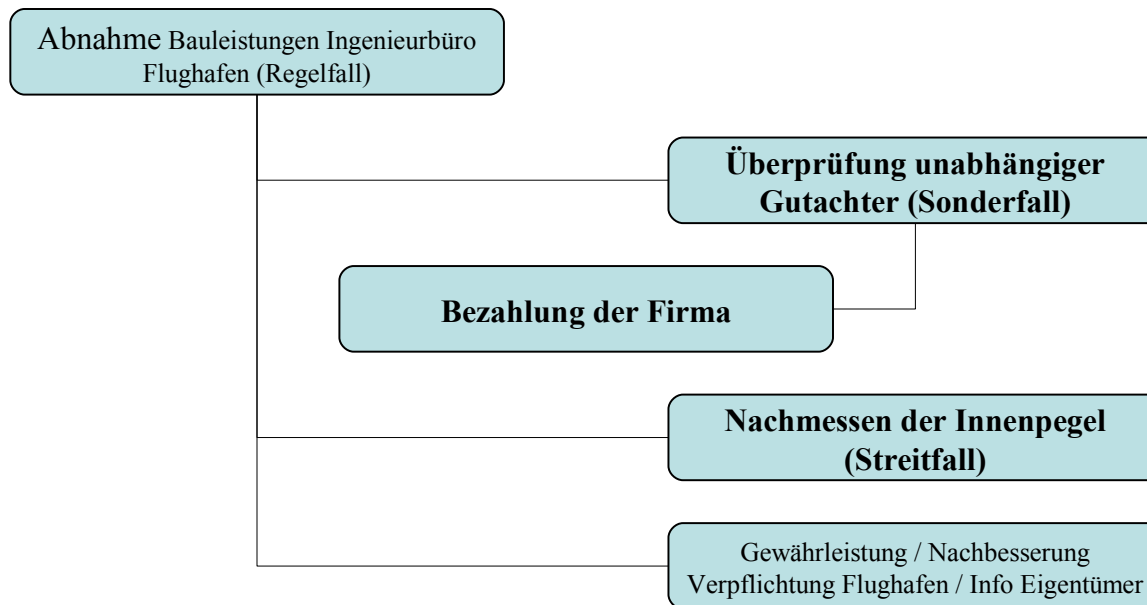 Abnahme Bauleistungen Ingenieurbüro
Flughafen (Regelfall)
Überprüfung unabhängiger
Gutachter (Sonderfall)
Bezahlung der Firma
Nachmessen der Innenpegel
(Streitfall)
Gewährleistung / Nachbesserung
Verpflichtung Flughafen / Info Eigentümer